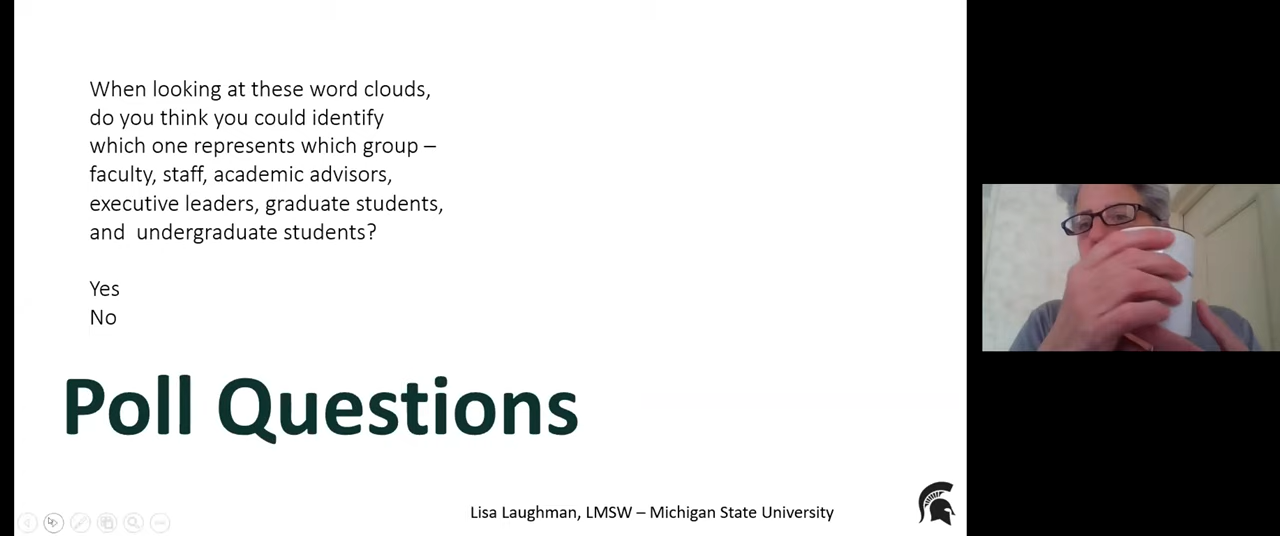 When looking at these word clouds,
do you think you could identify
which one represents which group –
faculty, staff, academic advisors,
executive leaders, graduate students,
and  undergraduate students?
Yes
No
Poll Questions
Lisa Laughman, LMSW – Michigan State University